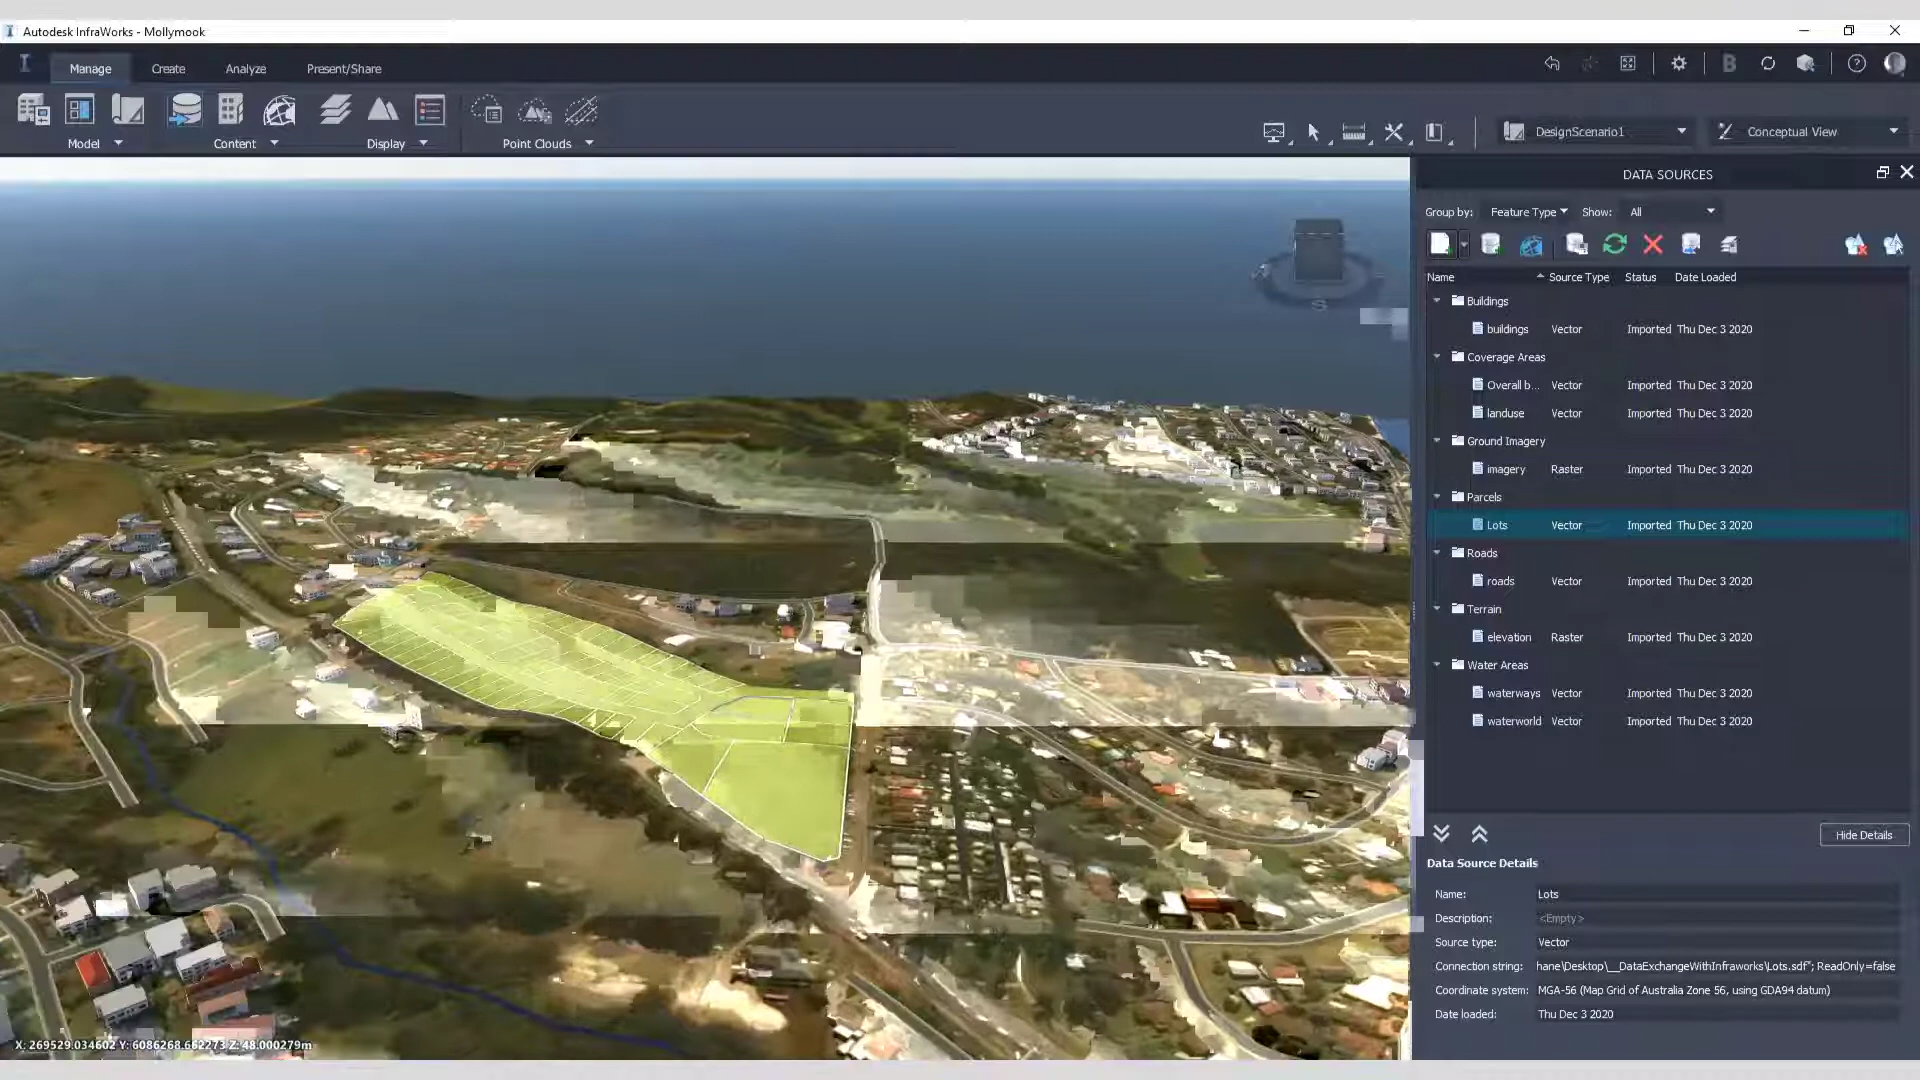 Autodesk InfraWorks - Mollymook
Manage Create Analyze Present/Share
Model Content Display Point Clouds
DesignScenario1 Conceptual View
DATA SOURCES
Group by: Feature Type Show: All
Name Source Type Status Date Loaded
Buildings
buildings Vector Imported Thu Dec 3 2020
Coverage Areas
Overall b... Vector Imported Thu Dec 3 2020
landuse Vector Imported Thu Dec 3 2020
Ground Imagery
imagery Raster Imported Thu Dec 3 2020
Parcels
Lots Vector Imported Thu Dec 3 2020
Roads
roads Vector Imported Thu Dec 3 2020
Terrain
elevation Raster Imported Thu Dec 3 2020
Water Areas
waterways Vector Imported Thu Dec 3 2020
waterworld Vector Imported Thu Dec 3 2020
Hide Details
Data Source Details
Name: Lots
Description: <Empty>
Source type: Vector
Connection string: hane\Desktop\__DataExchangeWithInfraworks\Lots.sdf"; ReadOnly=false
Coordinate system: MGA-56 (Map Grid of Australia Zone 56, using GDA94 datum)
Date loaded: Thu Dec 3 2020
S
X: 269529.034602 Y: 6086268.662273 Z: 48.000279m